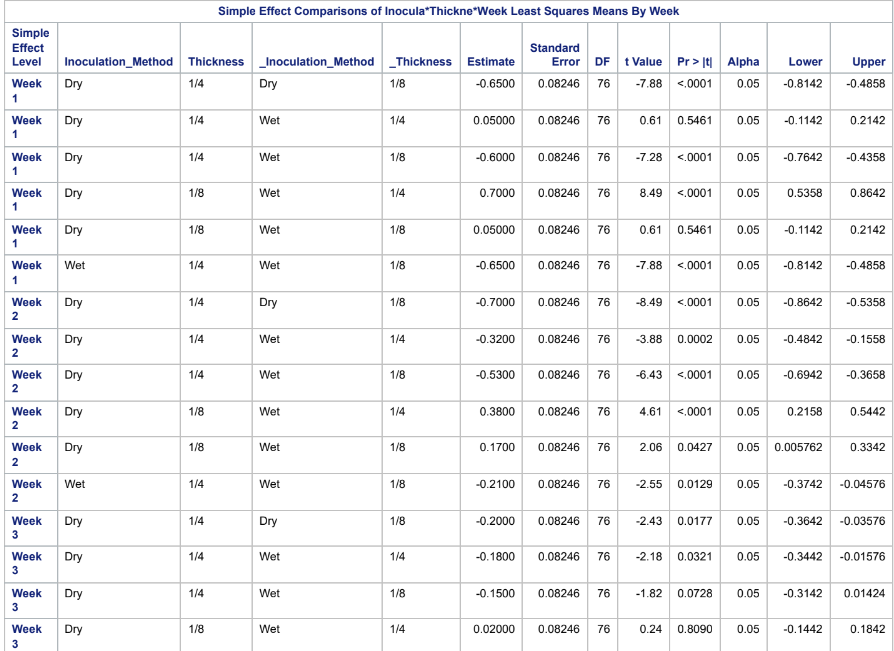 Simple Effect Comparisons of Inocula*Thickne*Week Least Squares Means By Week
Simple Effect Level Inoculation_Method Thickness _Inoculation_Method _Thickness Estimate Standard Error DF t Value Pr > |t| Alpha Lower Upper
Week 1 Dry 1/4 Dry 1/8 -0.6500 0.08246 76 -7.88 <.0001 0.05 -0.8142 -0.4858
Week 1 Dry 1/4 Wet 1/4 0.05000 0.08246 76 0.61 0.5461 0.05 -0.1142 0.2142
Week 1 Dry 1/4 Wet 1/8 -0.6000 0.08246 76 -7.28 <.0001 0.05 -0.7642 -0.4358
Week 1 Dry 1/8 Wet 1/4 0.7000 0.08246 76 8.49 <.0001 0.05 0.5358 0.8642
Week 1 Dry 1/8 Wet 1/8 0.05000 0.08246 76 0.61 0.5461 0.05 -0.1142 0.2142
Week 1 Wet 1/4 Wet 1/8 -0.6500 0.08246 76 -7.88 <.0001 0.05 -0.8142 -0.4858
Week 2 Dry 1/4 Dry 1/8 -0.7000 0.08246 76 -8.49 <.0001 0.05 -0.8642 -0.5358
Week 2 Dry 1/4 Wet 1/4 -0.3200 0.08246 76 -3.88 0.0002 0.05 -0.4842 -0.1558
Week 2 Dry 1/4 Wet 1/8 -0.5300 0.08246 76 -6.43 <.0001 0.05 -0.6942 -0.3658
Week 2 Dry 1/8 Wet 1/4 0.3800 0.08246 76 4.61 <.0001 0.05 0.2158 0.5442
Week 2 Dry 1/8 Wet 1/8 0.1700 0.08246 76 2.06 0.0427 0.05 0.005762 0.3342
Week 2 Wet 1/4 Wet 1/8 -0.2100 0.08246 76 -2.55 0.0129 0.05 -0.3742 -0.04576
Week 3 Dry 1/4 Dry 1/8 -0.2000 0.08246 76 -2.43 0.0177 0.05 -0.3642 -0.03576
Week 3 Dry 1/4 Wet 1/4 -0.1800 0.08246 76 -2.18 0.0321 0.05 -0.3442 -0.01576
Week 3 Dry 1/4 Wet 1/8 -0.1500 0.08246 76 -1.82 0.0728 0.05 -0.3142 0.01424
Week 3 Dry 1/8 Wet 1/4 0.02000 0.08246 76 0.24 0.8090 0.05 -0.1442 0.1842